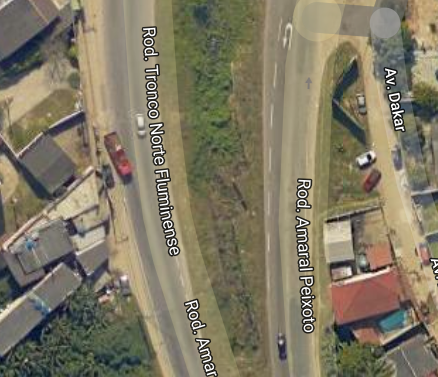 Rod. Tronco Norte Fluminense
Av. Dakar
Rod. Amaral Peixoto
Rod. Amar